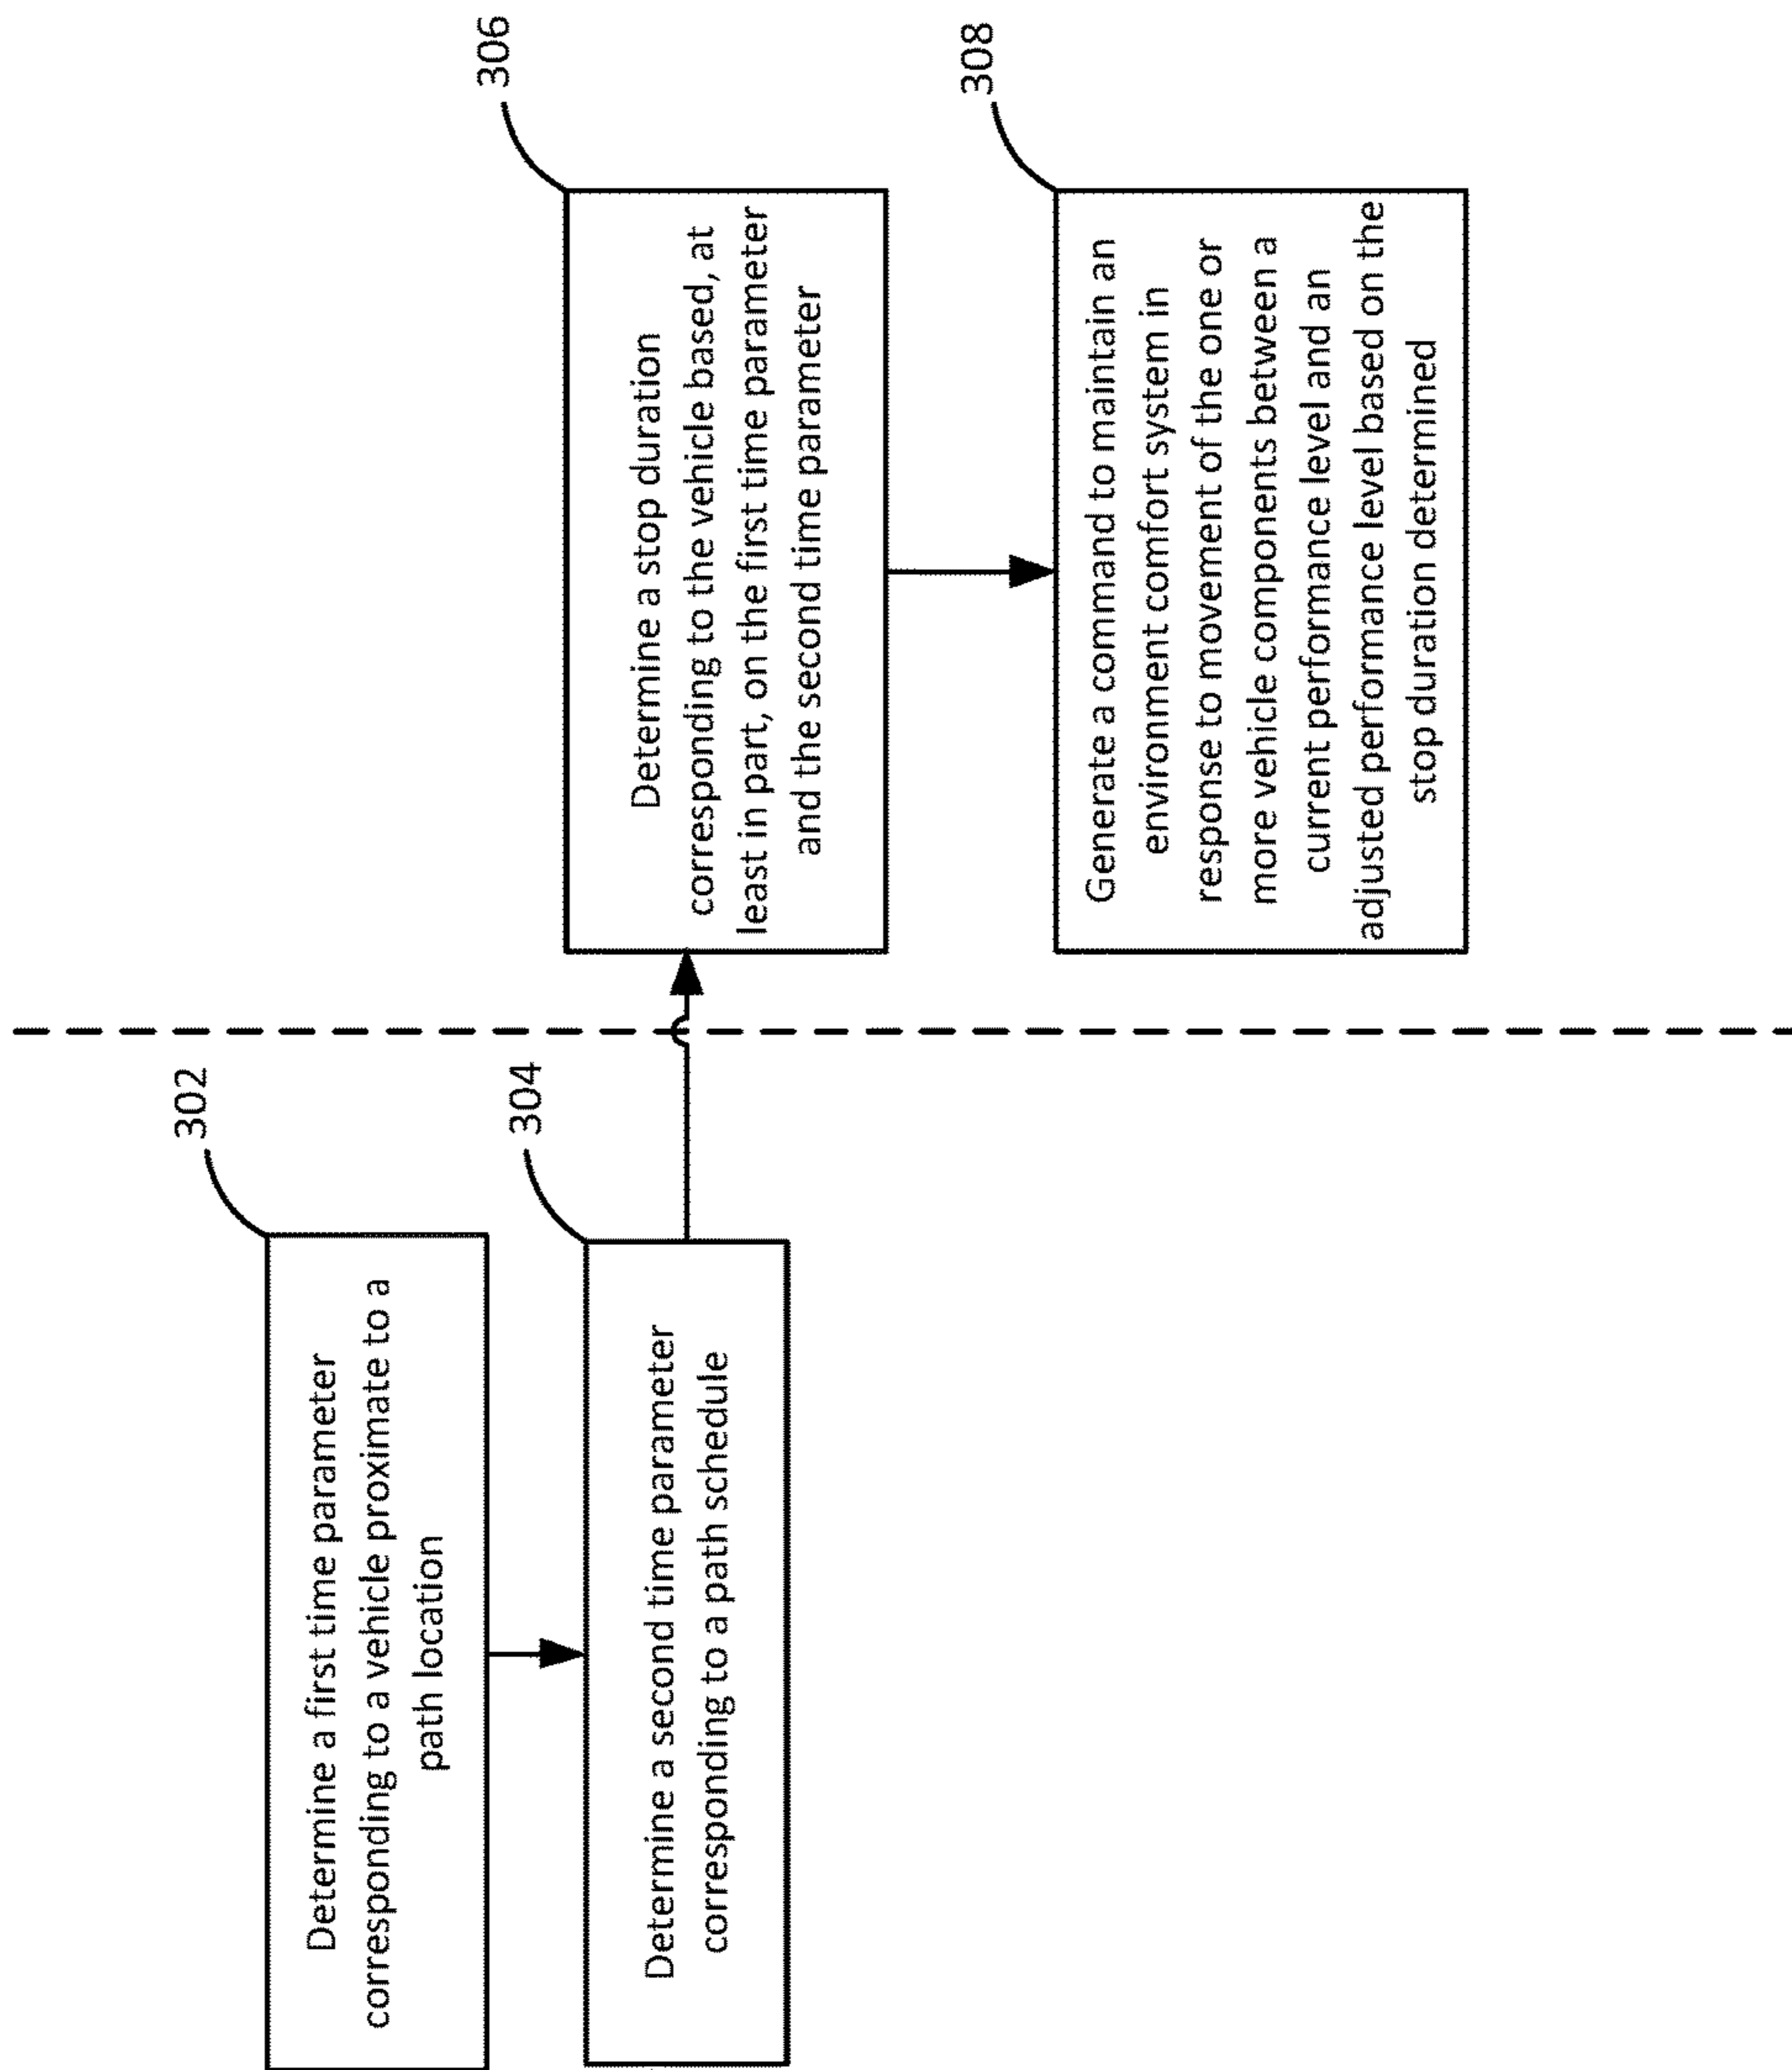 302
Determine a first time parameter
corresponding to a vehicle proximate to a
path location
304
Determine a second time parameter
corresponding to a path schedule
306
Determine a stop duration
corresponding to the vehicle based, at
least in part, on the first time parameter
and the second time parameter
308
Generate a command to maintain an
environment comfort system in
response to movement of the one or
more vehicle components between a
current performance level and an
adjusted performance level based on the
stop duration determined